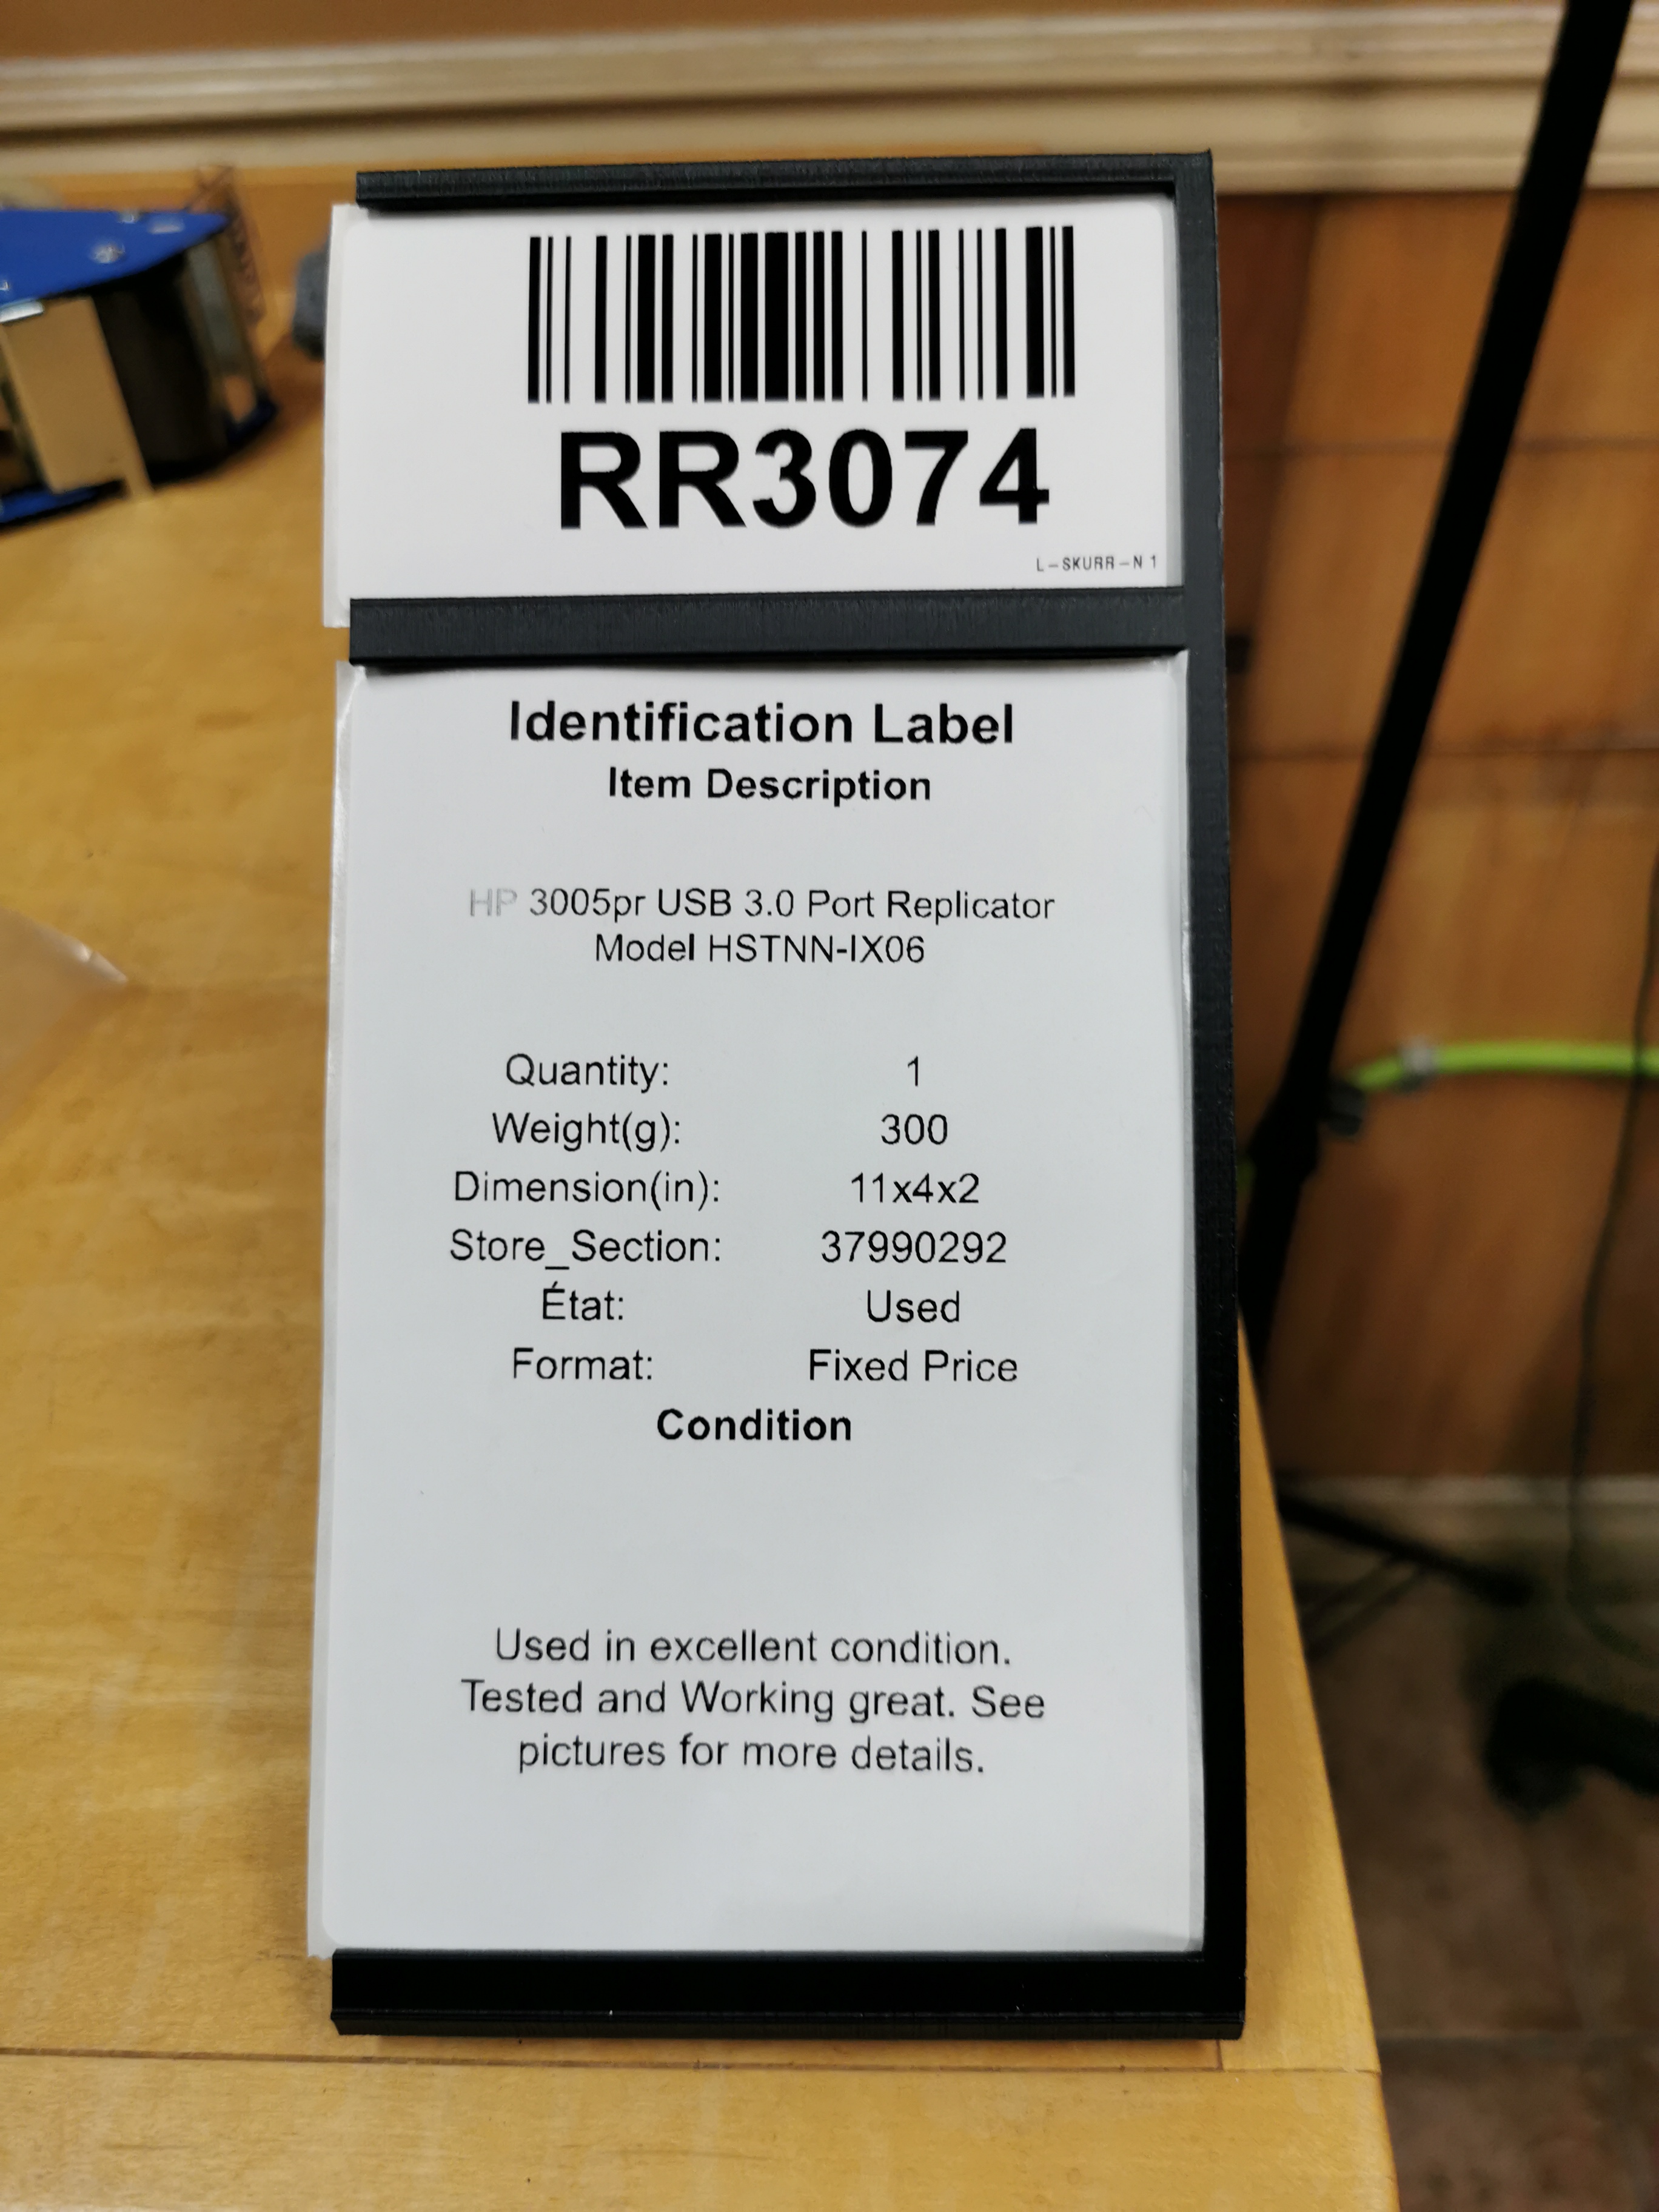 RR3074
L-SKURR-N 1
Identification Label
Item Description
HP 3005pr USB 3.0 Port Replicator
Model HSTNN-IX06
Quantity: 1
Weight(g): 300
Dimension(in): 11x4x2
Store_Section: 37990292
État: Used
Format: Fixed Price
Condition
Used in excellent condition.
Tested and Working great. See
pictures for more details.